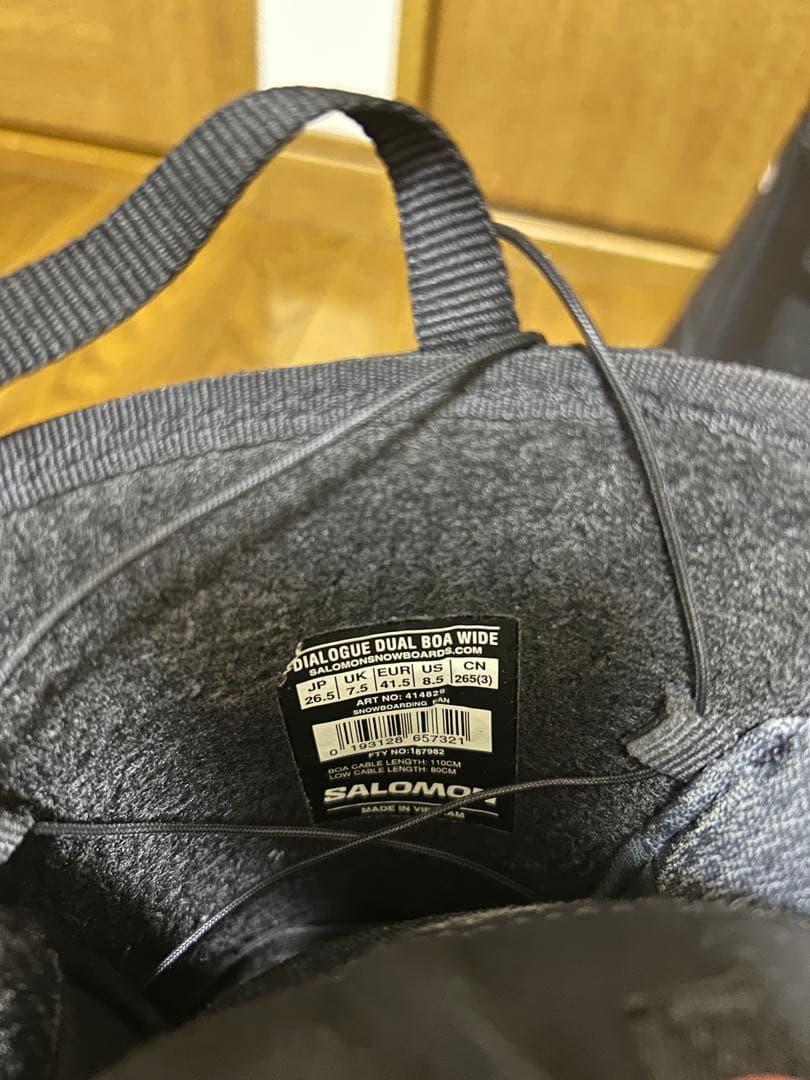 DIALOGUE DUAL BOA WIDE
SALOMONSNOWBOARDS.COM
JP UK EUR US CN
26.5 7.5 41.5 8.5 265(3)
ART NO: 41482
SNOWBOARDING
0 193128 657321
FTY NO:187982
BOA CABLE LENGTH: 110CM
LOW CABLE LENGTH: 80CM
SALOMON
MADE IN